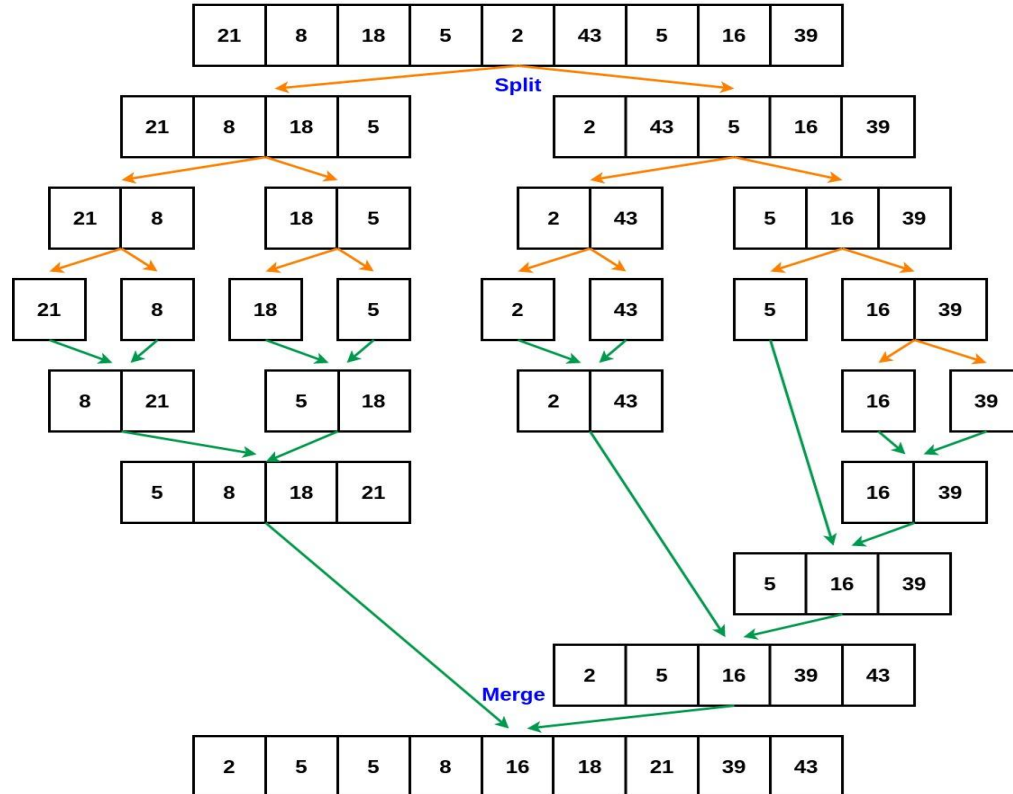 21 8 18 5 2 43 5 16 39
Split
21 8 18 5 2 43 5 16 39
21 8 18 5 2 43 5 16 39
21 8 18 5 2 43 5 16 39
8 21 5 18 2 43 16 39
5 8 18 21 16 39
5 16 39
2 5 16 39 43
Merge
2 5 5 8 16 18 21 39 43